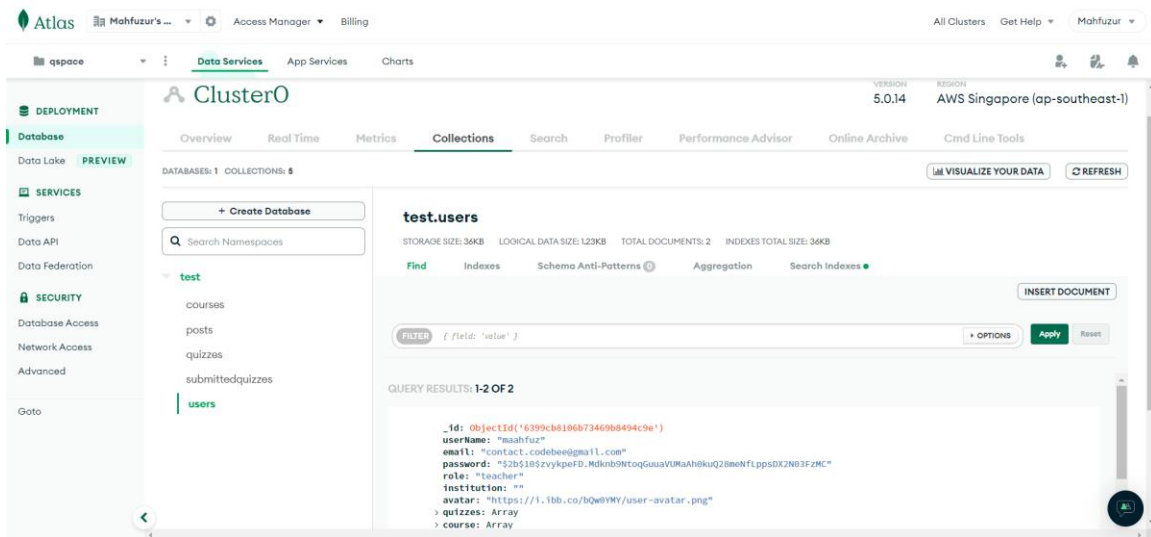 Atlas Mahfuzur's ... Access Manager Billing All Clusters Get Help Mahfuzur
qspace Data Services App Services Charts
Cluster0
VERSION REGION
5.0.14 AWS Singapore (ap-southeast-1)
DEPLOYMENT
Database
Data Lake PREVIEW
SERVICES
Triggers
Data API
Data Federation
SECURITY
Database Access
Network Access
Advanced
Goto
Overview Real Time Metrics Collections Search Profiler Performance Advisor Online Archive Cmd Line Tools
DATABASES: 1 COLLECTIONS: 5 VISUALIZE YOUR DATA REFRESH
+ Create Database
Search Namespaces
test
courses
posts
quizzes
submittedquizzes
users
test.users
STORAGE SIZE: 36KB LOGICAL DATA SIZE: 1.23KB TOTAL DOCUMENTS: 2 INDEXES TOTAL SIZE: 36KB
Find Indexes Schema Anti-Patterns 0 Aggregation Search Indexes
INSERT DOCUMENT
FILTER { field: 'value' } OPTIONS Apply Reset
QUERY RESULTS: 1-2 OF 2
_id: ObjectId('6399cb8106b73469b8494c9e')
userName: "maahfuz"
email: "contact.codebee@gmail.com"
password: "$2b$10$zvykpeFD.Mdknb9NtoqGuuaVUMaAh0kuQ28meNfLppsDX2N03FzMC"
role: "teacher"
institution: ""
avatar: "https://i.ibb.co/bQw0YMY/user-avatar.png"
> quizzes: Array
> course: Array